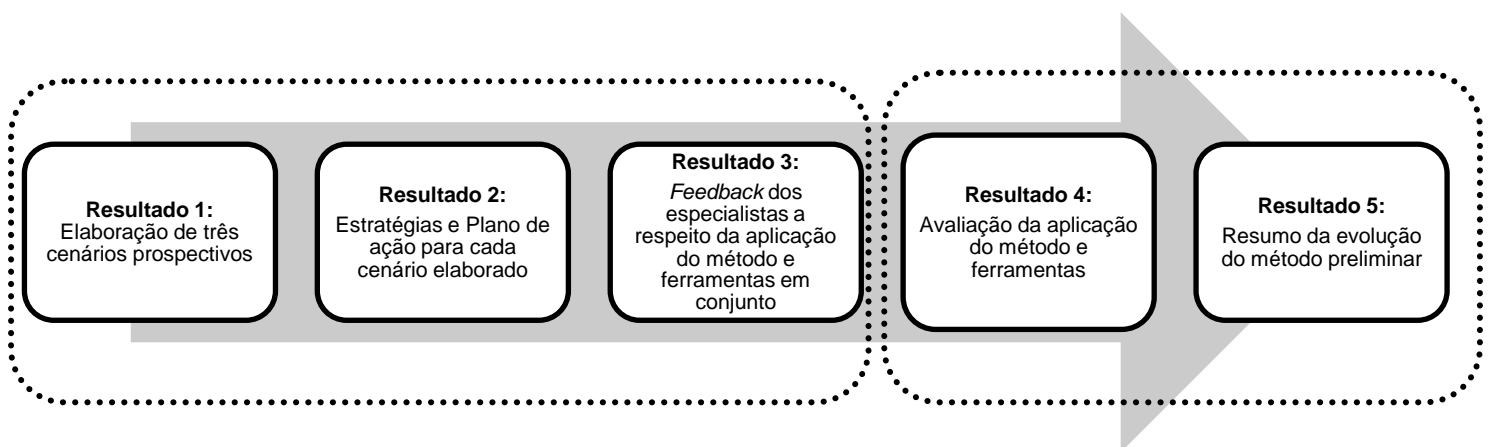 Resultado 1:
Elaboração de três
cenários prospectivos
Resultado 2:
Estratégias e Plano de
ação para cada
cenário elaborado
Resultado 3:
Feedback dos
especialistas a
respeito da aplicação
do método e
ferramentas em
conjunto
Resultado 4:
Avaliação da aplicação
do método e
ferramentas
Resultado 5:
Resumo da evolução
do método preliminar